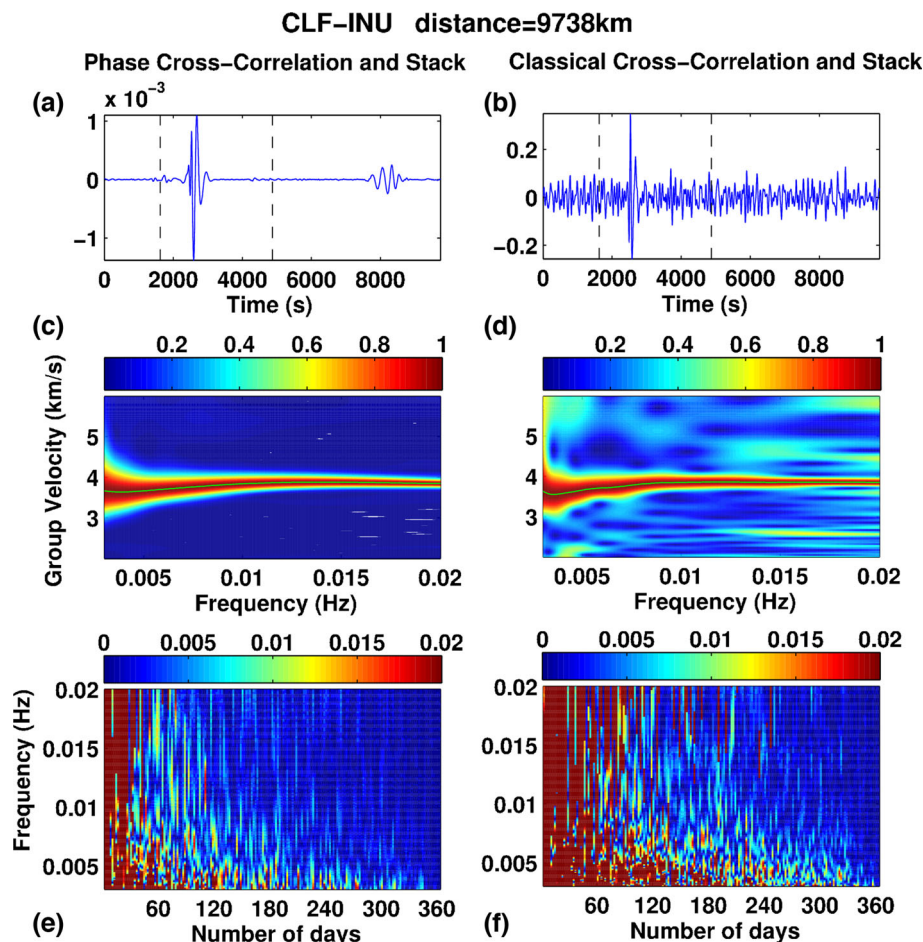 CLF−INU distance=9738km
Phase Cross−Correlation and Stack
Classical Cross−Correlation and Stack
(a)
x 10−3
1
0
−1
0 2000 4000 6000 8000
Time (s)
(b)
0.2
0
−0.2
0 2000 4000 6000 8000
Time (s)
(c)
0.2 0.4 0.6 0.8 1
Group Velocity (km/s)
5
4
3
0.005 0.01 0.015 0.02
Frequency (Hz)
(d)
0.2 0.4 0.6 0.8 1
5
4
3
0.005 0.01 0.015 0.02
Frequency (Hz)
0 0.005 0.01 0.015 0.02
Frequency (Hz)
0.02
0.015
0.01
0.005
60 120 180 240 300 360
(e)
Number of days
0 0.005 0.01 0.015 0.02
0.02
0.015
0.01
0.005
60 120 180 240 300 360
(f)
Number of days